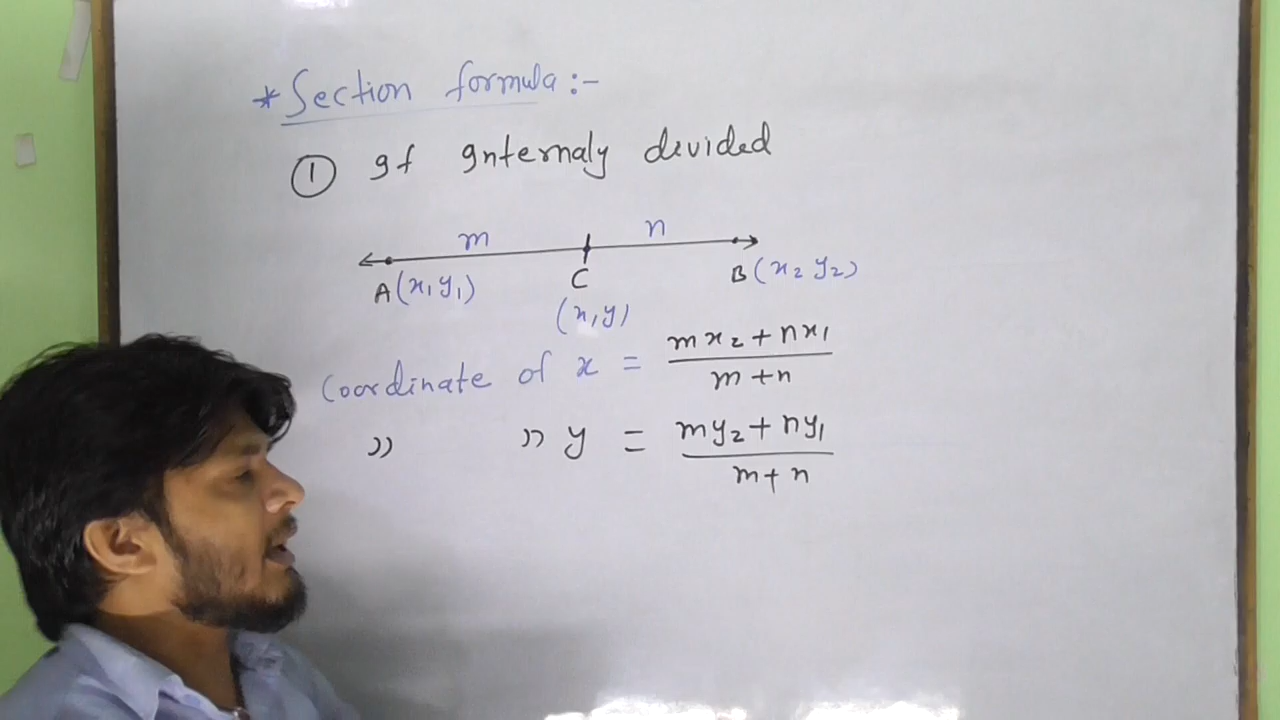 * Section formula :-
① If Internaly divided
m n
A (x₁ y₁) C B (x₂ y₂)
(x, y)
Coordinate of x = mx₂ + nx₁ / m + n
" " y = my₂ + ny₁ / m + n